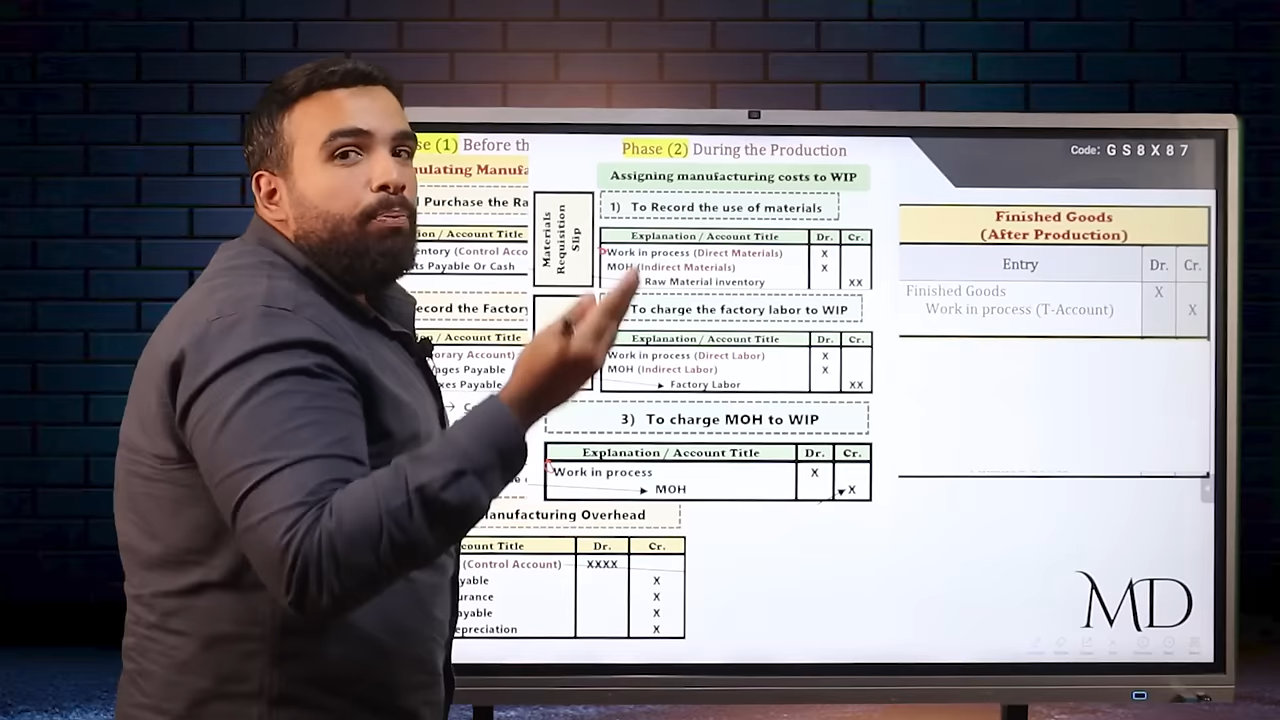 Code: G S 8 X 8 7
se (1) Before th
ulating Manufa
l Purchase the Ra
on / Account Title
entory (Control Acco
ts Payable Or Cash
ecord the Factory
n / Account Title
orary Account)
ages Payable
xes Payable
anufacturing Overhead
count Title Dr. Cr.
(Control Account) XXXX
yable X
urance X
ayable X
epreciation X
Phase (2) During the Production
Assigning manufacturing costs to WIP
Materials
Requisition
Slip
1) To Record the use of materials
Explanation / Account Title Dr. Cr.
Work in process (Direct Materials) X
MOH (Indirect Materials) X
Raw Material inventory XX
To charge the factory labor to WIP
Explanation / Account Title Dr. Cr.
Work in process (Direct Labor) X
MOH (Indirect Labor) X
Factory Labor XX
3) To charge MOH to WIP
Explanation / Account Title Dr. Cr.
Work in process X
MOH X
Finished Goods
(After Production)
Entry Dr. Cr.
Finished Goods X
Work in process (T-Account) X
MD